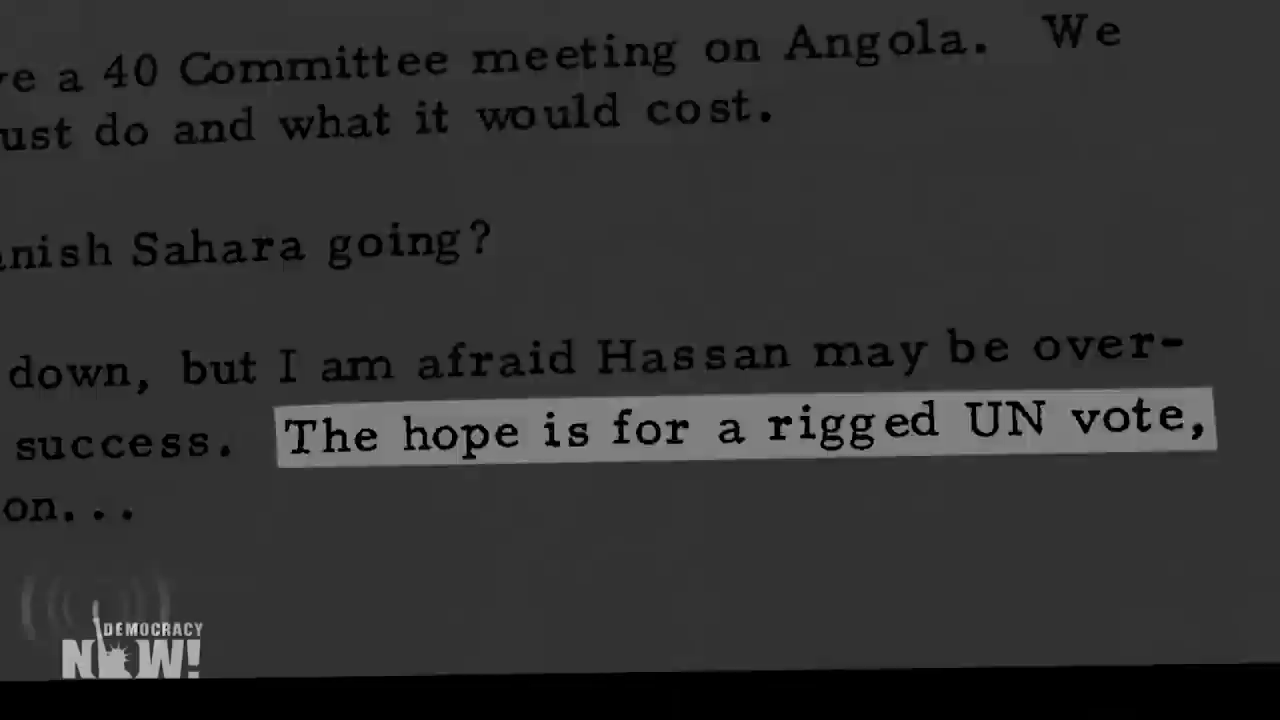 re a 40 Committee meeting on Angola. We
ust do and what it would cost.
nish Sahara going?
down, but I am afraid Hassan may be over-
success. The hope is for a rigged UN vote,
on...
DEMOCRACY
NOW!